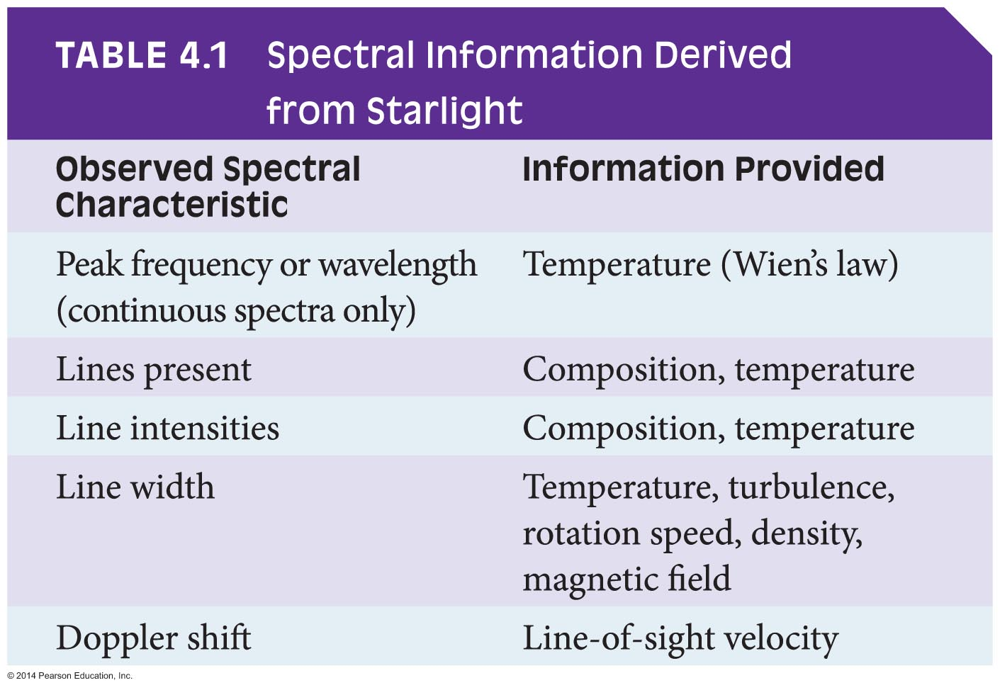 TABLE 4.1 Spectral Information Derived
from Starlight
Observed Spectral
Characteristic
Information Provided
Peak frequency or wavelength
(continuous spectra only)
Temperature (Wien’s law)
Lines present
Composition, temperature
Line intensities
Composition, temperature
Line width
Temperature, turbulence,
rotation speed, density,
magnetic field
Doppler shift
Line-of-sight velocity
© 2014 Pearson Education, Inc.